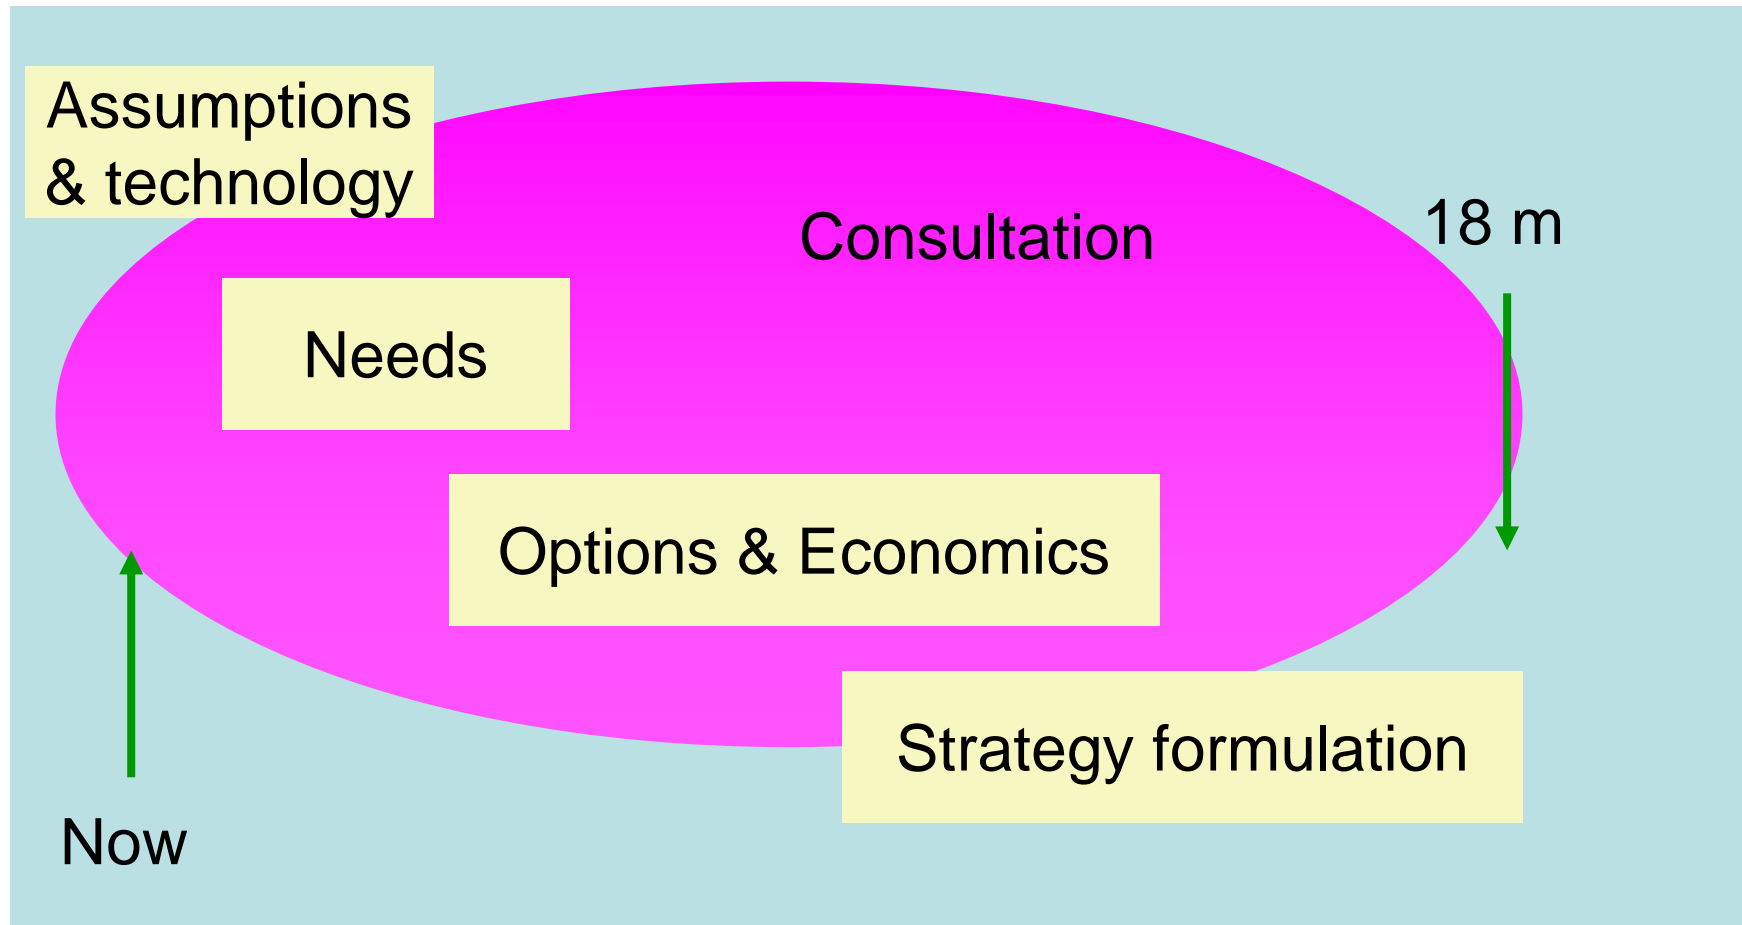 Assumptions
& technology
Consultation
18 m
Needs
Options & Economics
Strategy formulation
Now